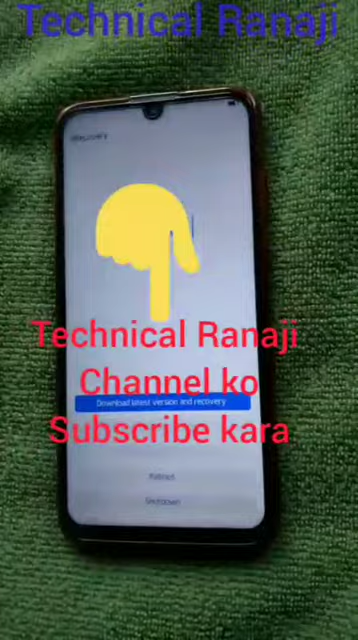 Technical Ranaji
Recovery
Technical Ranaji
Channel ko
Download latest version and recovery
Subscribe kara
Reboot
Shutdown